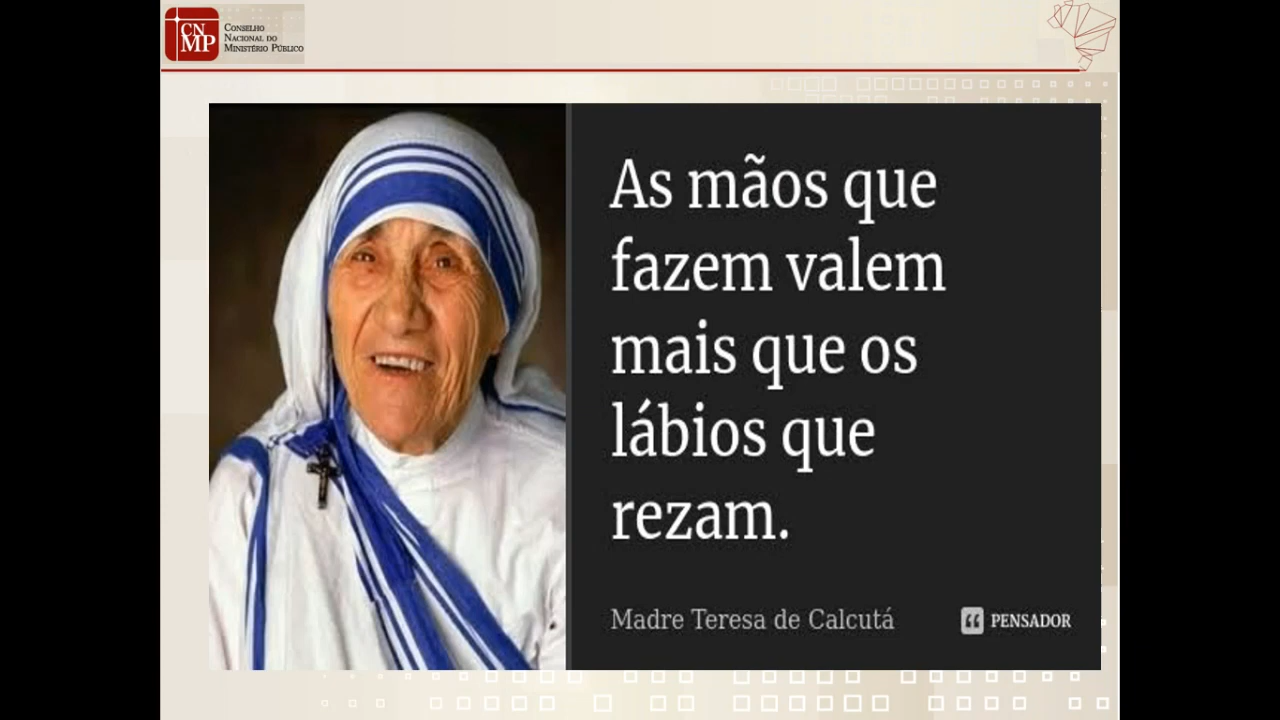 CNMP
CONSELHO
NACIONAL DO
MINISTÉRIO PÚBLICO
As mãos que
fazem valem
mais que os
lábios que
rezam.
Madre Teresa de Calcutá
PENSADOR